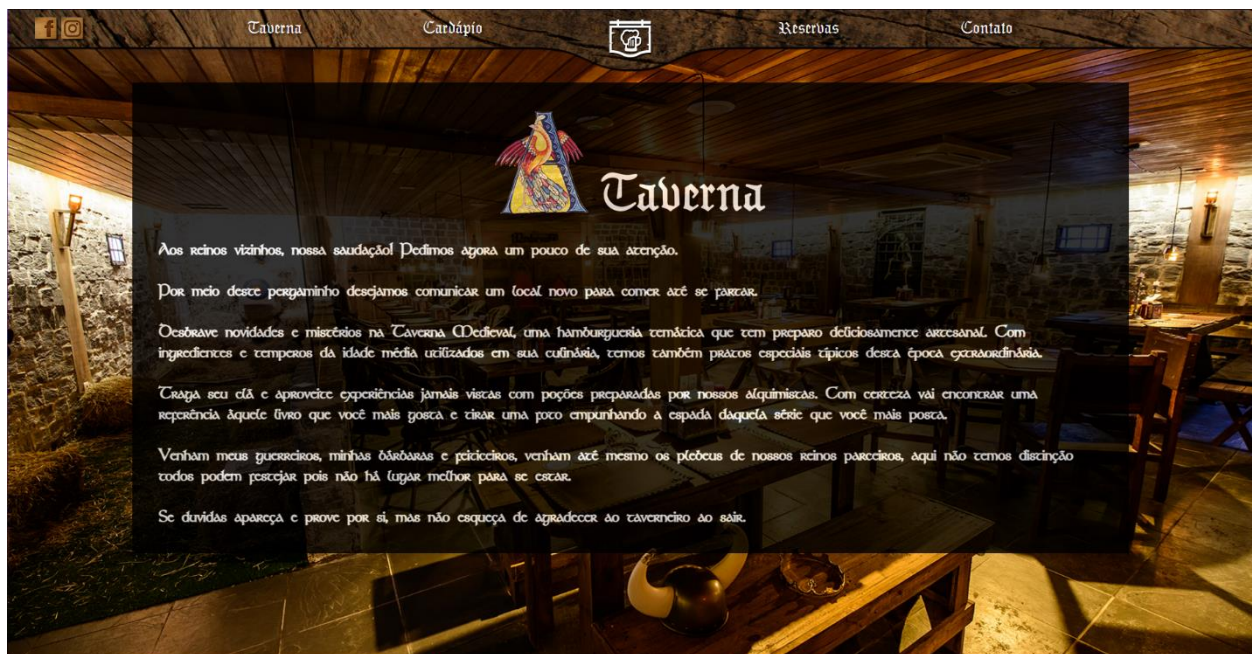 Taverna
Cardápio
Reservas
Contato
A Taverna
Aos reinos vizinhos, nossa saudação! Pedimos agora um pouco de sua atenção.
Por meio deste pergaminho desejamos comunicar um local novo para comer até se fartar.
Desbrave novidades e mistérios na Taverna Medieval, uma hamburgueria temática que tem preparo deliciosamente artesanal. Com
ingredientes e temperos da idade média utilizados em sua culinária, temos também pratos especiais típicos desta época extraordinária.
Traga seu clã e aproveite experiências jamais vistas com poções preparadas por nossos alquimistas. Com certeza vai encontrar uma
referência àquele livro que você mais gosta e tirar uma foto empunhando a espada daquela série que você mais posta.
Venham meus guerreiros, minhas bárbaras e feiticeiros, venham até mesmo os plebeus de nossos reinos parceiros, aqui não temos distinção
todos podem festejar pois não há lugar melhor para se estar.
Se duvidas apareça e prove por si, mas não esqueça de agradecer ao taverneiro ao sair.